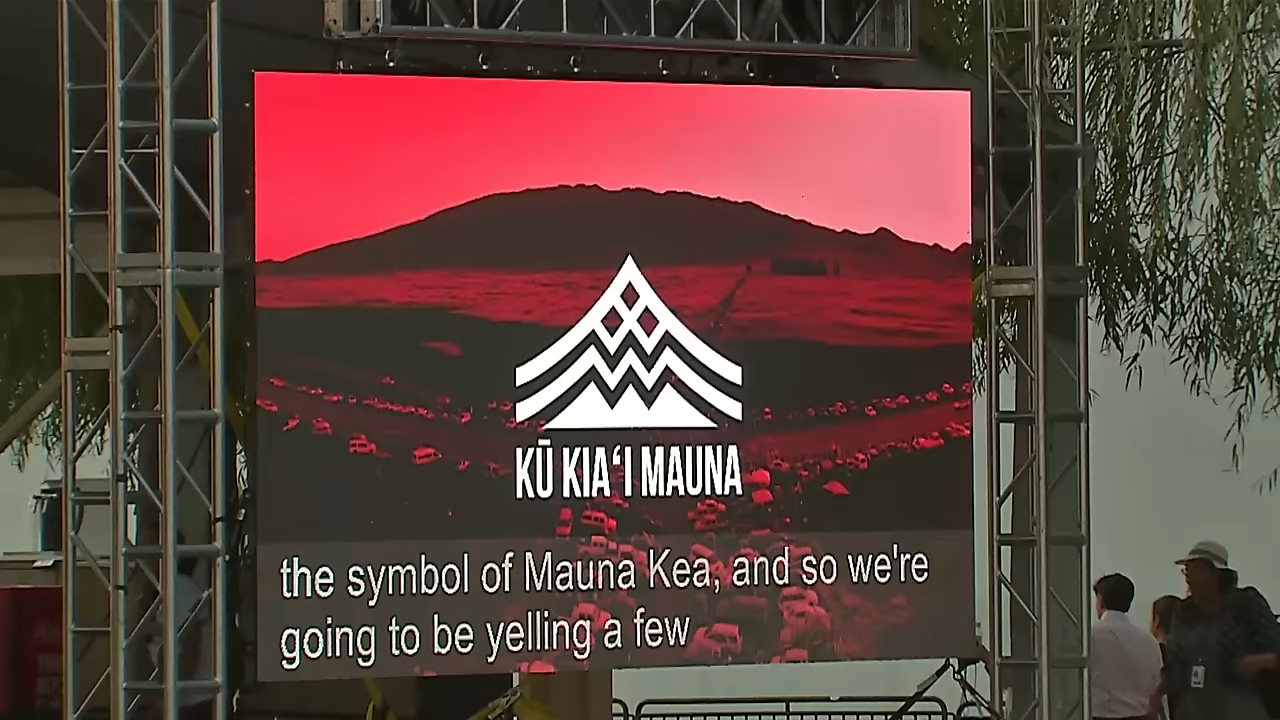 KŪ KIAʻI MAUNA
the symbol of Mauna Kea, and so we're
going to be yelling a few